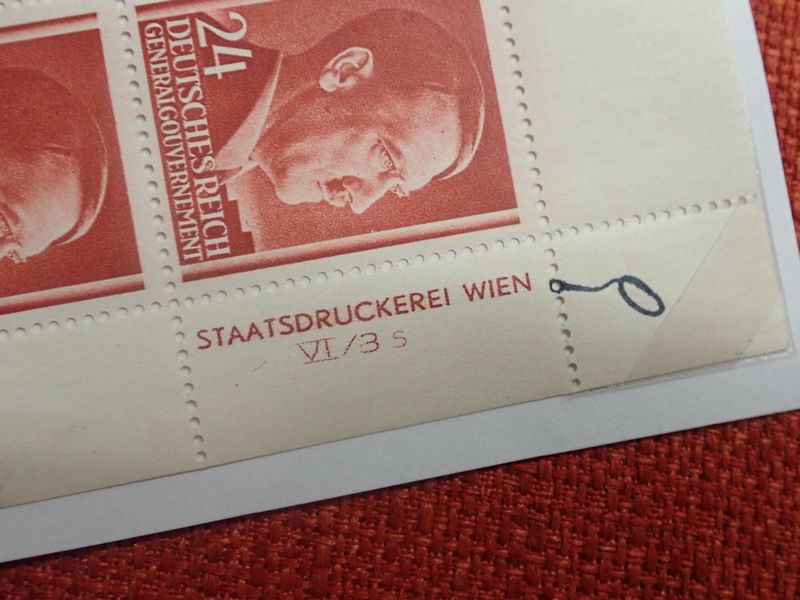 24
DEUTSCHES REICH
GENERALGOUVERNEMENT
STAATSDRUCKEREI WIEN
VI/3 S